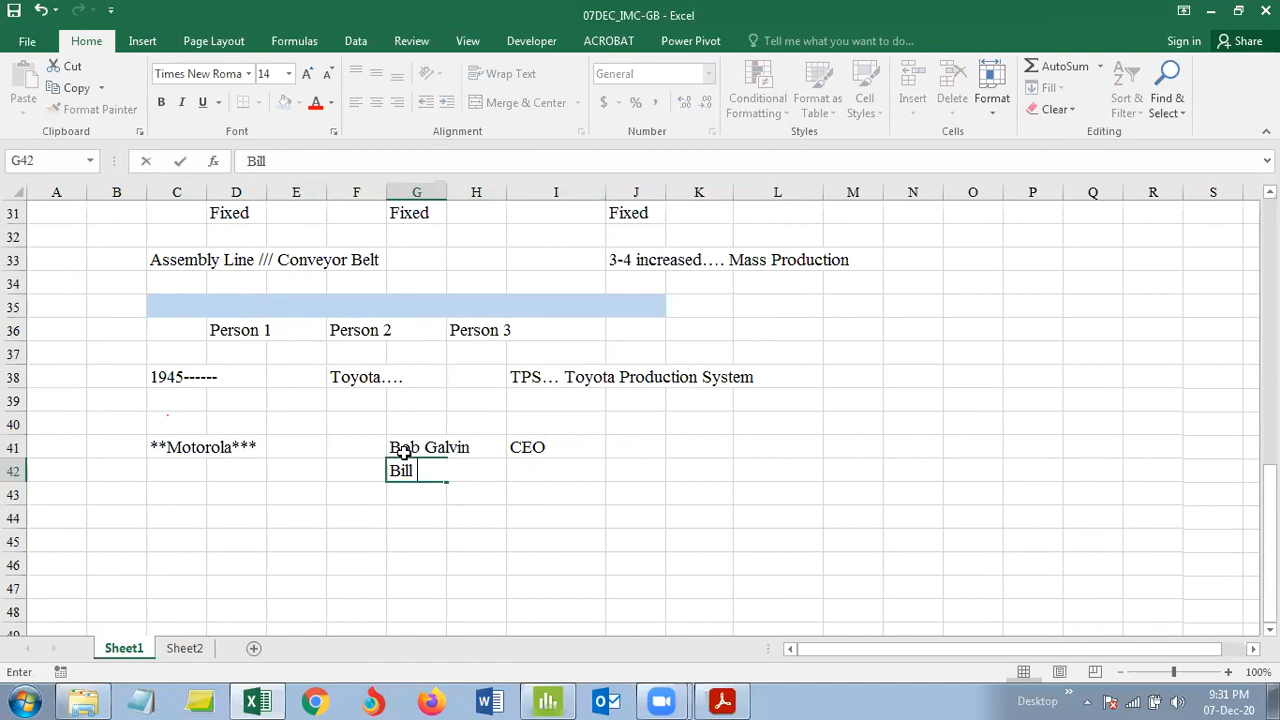 07DEC_IMC-GB - Excel
File Home Insert Page Layout Formulas Data Review View Developer ACROBAT Power Pivot Tell me what you want to do... Sign in Share
Cut
Copy
Format Painter
Paste
Clipboard
Times New Roma 14
Font
Wrap Text
Merge & Center
Alignment
General
Number
Conditional Formatting
Format as Table
Cell Styles
Styles
Insert Delete Format
Cells
AutoSum
Fill
Clear
Sort & Filter
Find & Select
Editing
G42 Bill
A B C D E F G H I J K L M N O P Q R S
31 Fixed Fixed Fixed
32
33 Assembly Line /// Conveyor Belt 3-4 increased…. Mass Production
34
35
36 Person 1 Person 2 Person 3
37
38 1945------ Toyota…. TPS… Toyota Production System
39
40
41 **Motorola*** Bob Galvin CEO
42 Bill
43
44
45
46
47
48
49
Sheet1 Sheet2
Enter 100%
Desktop 9:31 PM
07-Dec-20